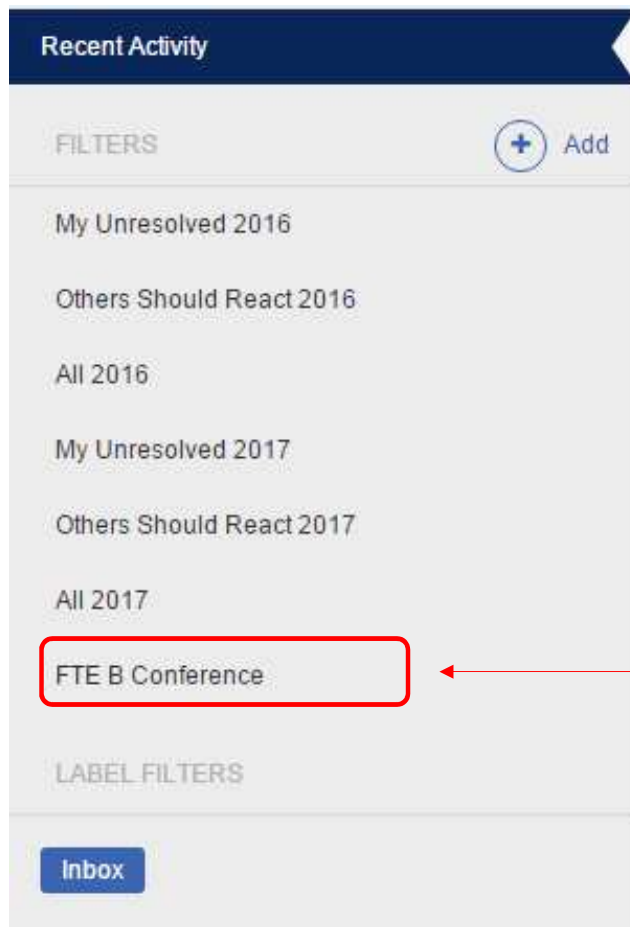 Recent Activity
FILTERS
+ Add
My Unresolved 2016
Others Should React 2016
All 2016
My Unresolved 2017
Others Should React 2017
All 2017
FTE B Conference
LABEL FILTERS
Inbox